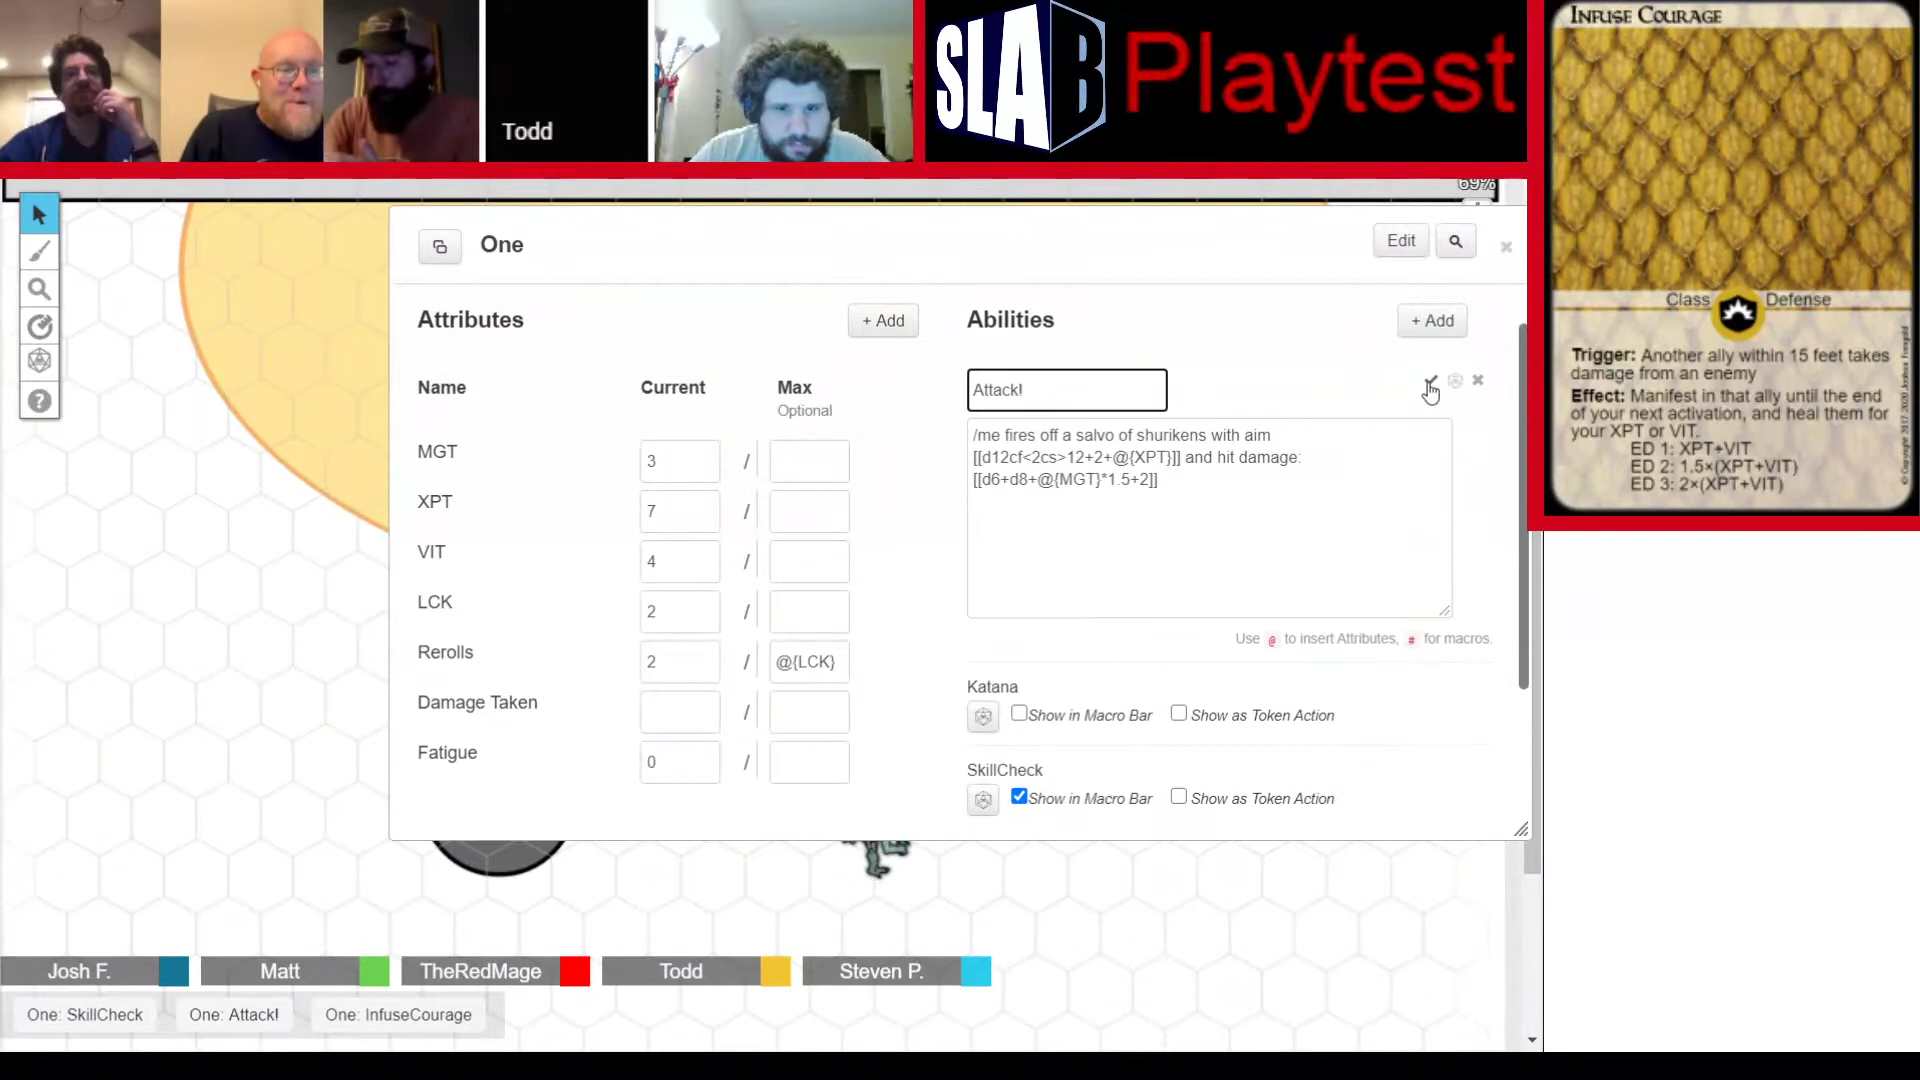 Todd
SLAB Playtest
INFUSE COURAGE
Class Defense
Trigger: Another ally within 15 feet takes
damage from an enemy
Effect: Manifest in that ally until the end
of your next activation, and heal them for
your XPT or VIT.
ED 1: XPT+VIT
ED 2: 1.5×(XPT+VIT)
ED 3: 2×(XPT+VIT)
69%
One
Edit
Attributes
+ Add
Name Current Max
Optional
MGT 3 /
XPT 7 /
VIT 4 /
LCK 2 /
Rerolls 2 / @{LCK}
Damage Taken /
Fatigue 0 /
Abilities
+ Add
Attack!
/me fires off a salvo of shurikens with aim
[[d12cf<2cs>12+2+@{XPT}]] and hit damage:
[[d6+d8+@{MGT}*1.5+2]]
Use @ to insert Attributes, # for macros.
Katana
Show in Macro Bar Show as Token Action
SkillCheck
Show in Macro Bar Show as Token Action
Josh F. Matt TheRedMage Todd Steven P.
One: SkillCheck One: Attack! One: InfuseCourage